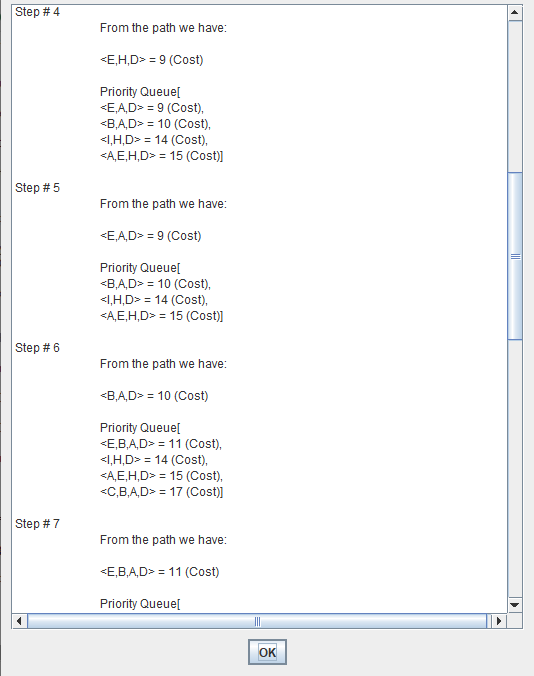 Step # 4
From the path we have:
<E,H,D> = 9 (Cost)
Priority Queue[
<E,A,D> = 9 (Cost),
<B,A,D> = 10 (Cost),
<I,H,D> = 14 (Cost),
<A,E,H,D> = 15 (Cost)]
Step # 5
From the path we have:
<E,A,D> = 9 (Cost)
Priority Queue[
<B,A,D> = 10 (Cost),
<I,H,D> = 14 (Cost),
<A,E,H,D> = 15 (Cost)]
Step # 6
From the path we have:
<B,A,D> = 10 (Cost)
Priority Queue[
<E,B,A,D> = 11 (Cost),
<I,H,D> = 14 (Cost),
<A,E,H,D> = 15 (Cost),
<C,B,A,D> = 17 (Cost)]
Step # 7
From the path we have:
<E,B,A,D> = 11 (Cost)
Priority Queue[
OK